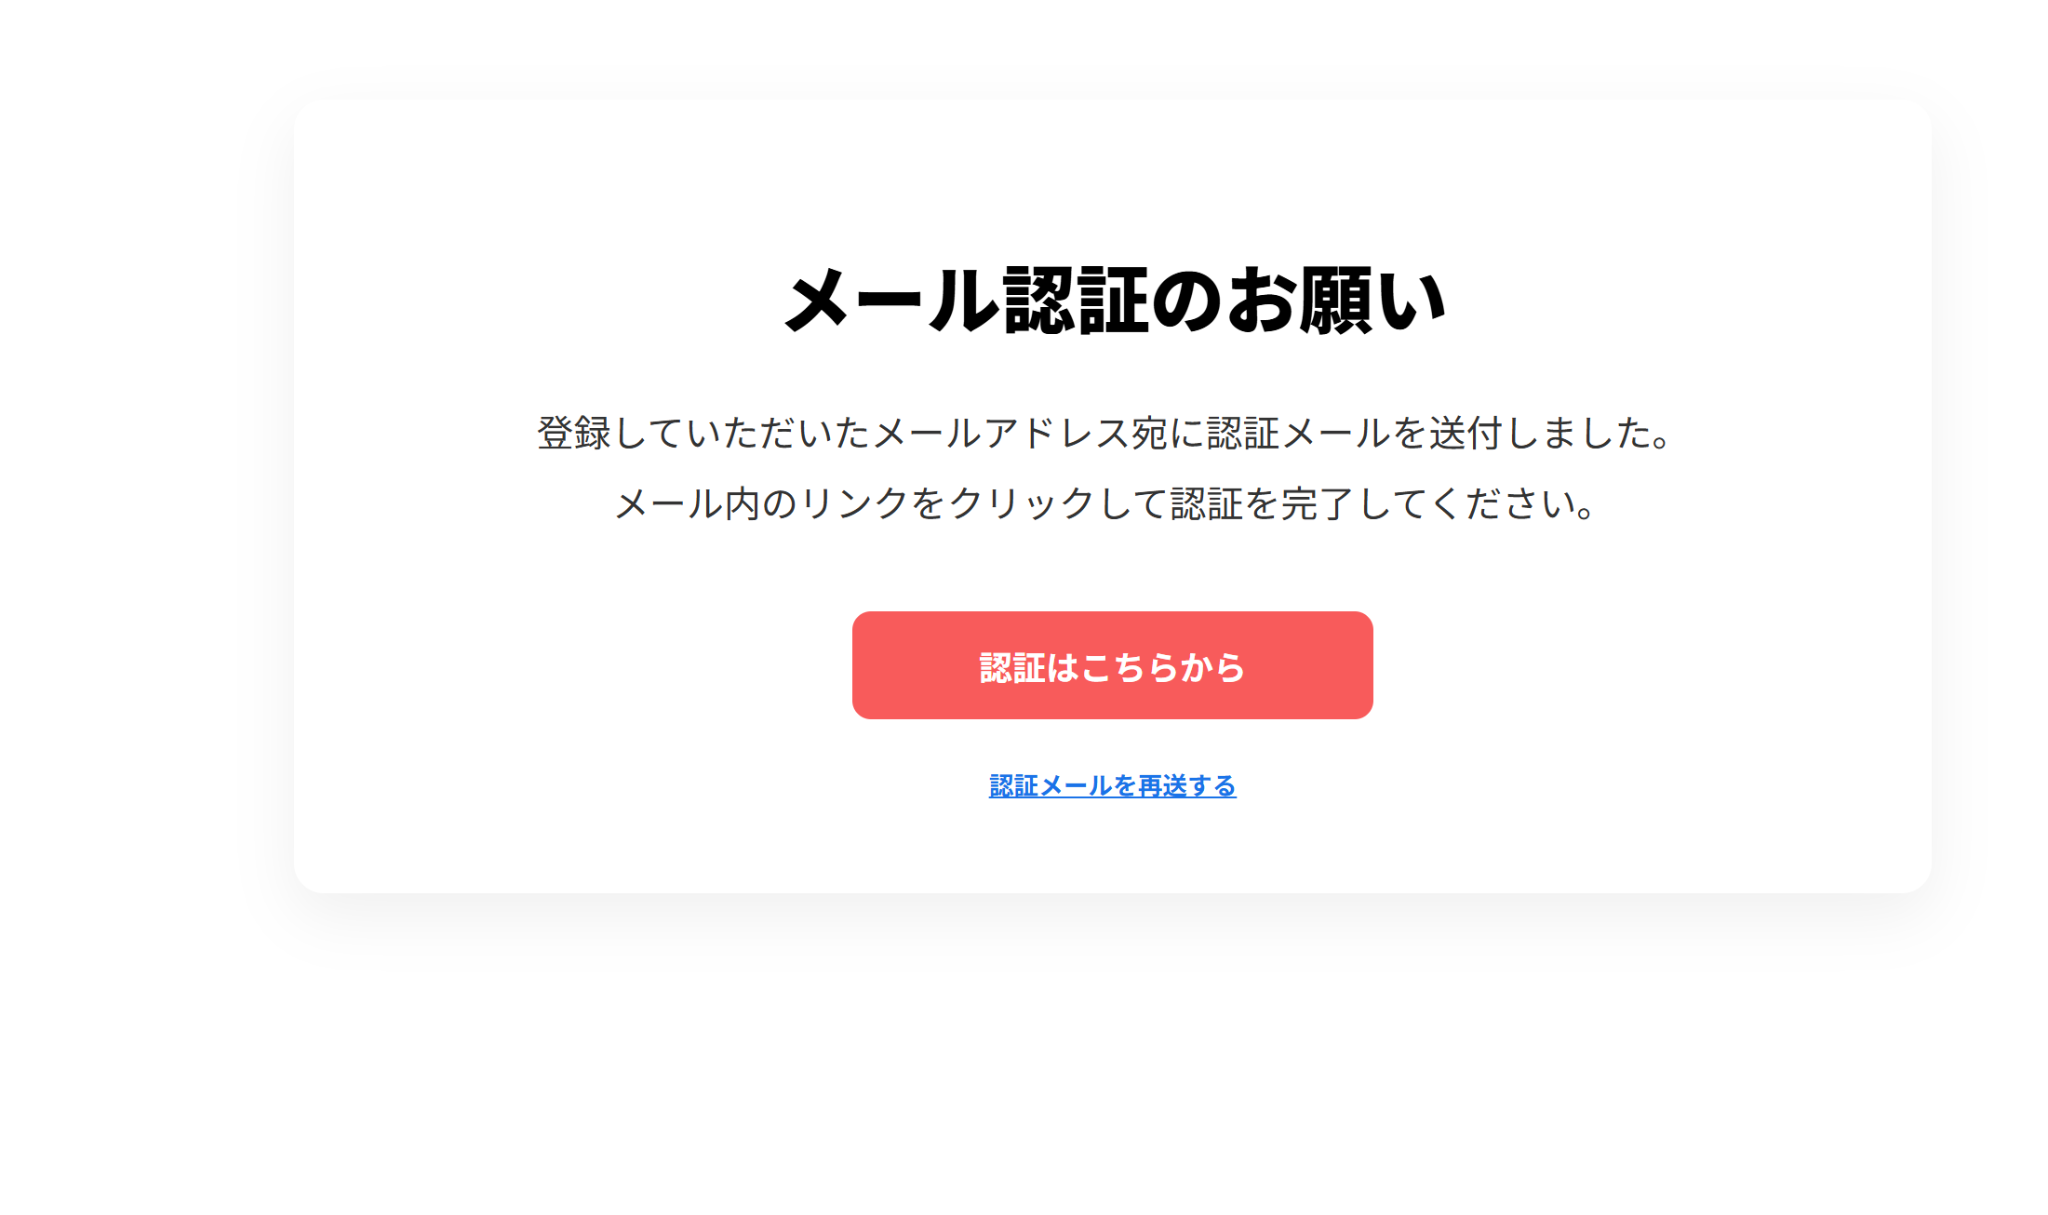 メール認証のお願い
登録していただいたメールアドレス宛に認証メールを送付しました。
メール内のリンクをクリックして認証を完了してください。
認証はこちらから
認証メールを再送する